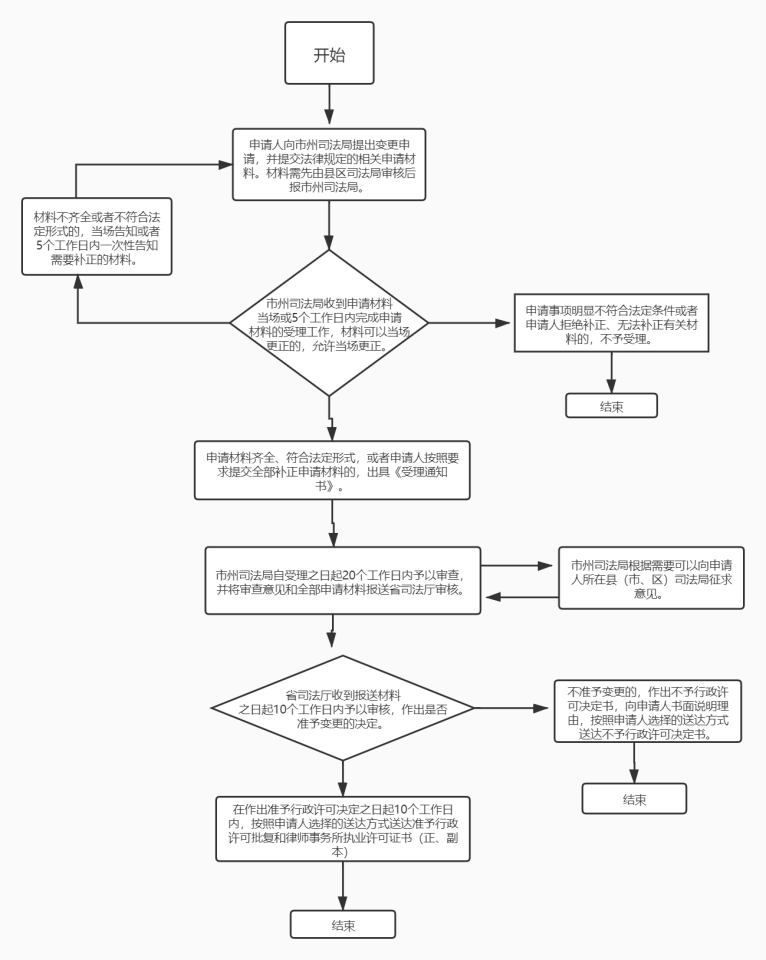 开始
申请人向市州司法局提出变更申
请，并提交法律规定的相关申请材
料。材料需先由县区司法局审核后
报市州司法局。
材料不齐全或者不符合法
定形式的，当场告知或者
5个工作日内一次性告知
需要补正的材料。
市州司法局收到申请材料
当场或5个工作日内完成申请
材料的受理工作，材料可以当场
更正的，允许当场更正。
申请事项明显不符合法定条件或者
申请人拒绝补正、无法补正有关材
料的，不予受理。
结束
申请材料齐全、符合法定形式，或者申请人按照要
求提交全部补正申请材料的，出具《受理通知
书》。
市州司法局自受理之日起20个工作日内予以审查，
并将审查意见和全部申请材料报送省司法厅审核。
市州司法局根据需要可以向申请
人所在县（市、区）司法局征求
意见。
省司法厅收到报送材料
之日起10个工作日内予以审核，作出是否
准予变更的决定。
不准予变更的，作出不予行政许
可决定书，向申请人书面说明理
由，按照申请人选择的送达方式
送达不予行政许可决定书。
结束
在作出准予行政许可决定之日起10个工作日
内，按照申请人选择的送达方式送达准予行政
许可批复和律师事务所执业许可证书（正、副
本）
结束